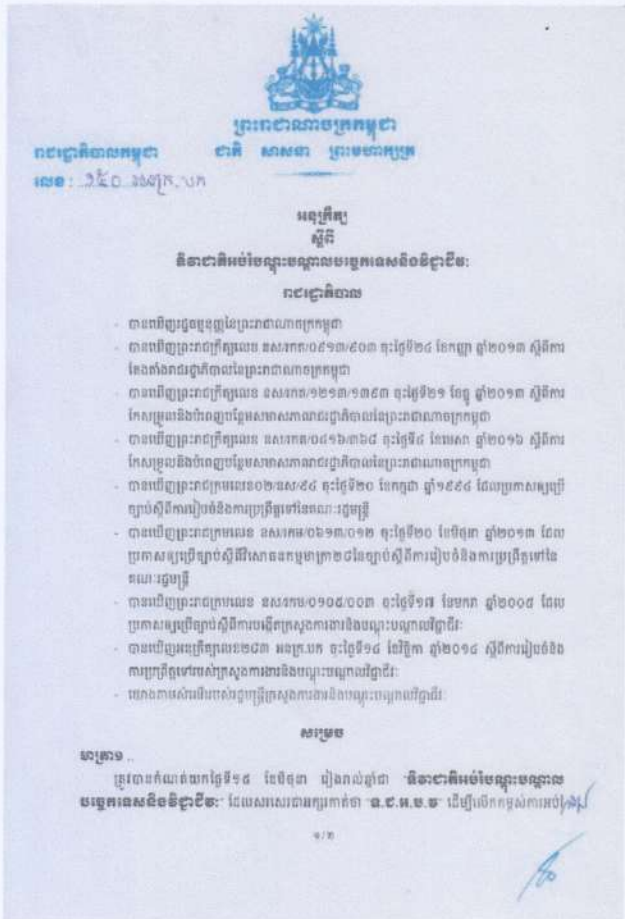 ព្រះរាជាណាចក្រកម្ពុជា
រាជរដ្ឋាភិបាលកម្ពុជា ជាតិ សាសនា ព្រះមហាក្សត្រ
លេខ : ១៥០ អនក្រ.បក
អនុក្រឹត្យ
ស្តីពី
ទិវាជាតិអប់រំបណ្តុះបណ្តាលបច្ចេកទេសនិងវិជ្ជាជីវៈ
រាជរដ្ឋាភិបាល
- បានឃើញរដ្ឋធម្មនុញ្ញនៃព្រះរាជាណាចក្រកម្ពុជា
- បានឃើញព្រះរាជក្រឹត្យលេខ នស/រកត/០៩១៣/៩០៣ ចុះថ្ងៃទី២៤ ខែកញ្ញា ឆ្នាំ២០១៣ ស្តីពីការ
តែងតាំងរាជរដ្ឋាភិបាលនៃព្រះរាជាណាចក្រកម្ពុជា
- បានឃើញព្រះរាជក្រឹត្យលេខ នស/រកត/១២១៣/១៣៩៣ ចុះថ្ងៃទី២១ ខែធ្នូ ឆ្នាំ២០១៣ ស្តីពីការ
កែសម្រួលនិងបំពេញបន្ថែមសមាសភាពរាជរដ្ឋាភិបាលនៃព្រះរាជាណាចក្រកម្ពុជា
- បានឃើញព្រះរាជក្រឹត្យលេខ នស/រកត/០៤១៦/៣៦៨ ចុះថ្ងៃទី៤ ខែមេសា ឆ្នាំ២០១៦ ស្តីពីការ
កែសម្រួលនិងបំពេញបន្ថែមសមាសភាពរាជរដ្ឋាភិបាលនៃព្រះរាជាណាចក្រកម្ពុជា
- បានឃើញព្រះរាជក្រមលេខ០២/នស/៩៤ ចុះថ្ងៃទី២០ ខែកក្កដា ឆ្នាំ១៩៩៤ ដែលប្រកាសឲ្យប្រើ
ច្បាប់ស្តីពីការរៀបចំនិងការប្រព្រឹត្តទៅនៃគណៈរដ្ឋមន្ត្រី
- បានឃើញព្រះរាជក្រមលេខ នស/រកម/០៦១៣/០១២ ចុះថ្ងៃទី២០ ខែមិថុនា ឆ្នាំ២០១៣ ដែល
ប្រកាសឲ្យប្រើច្បាប់ស្តីពីវិសោធនកម្មមាត្រា២៨នៃច្បាប់ស្តីពីការរៀបចំនិងការប្រព្រឹត្តទៅនៃ
គណៈរដ្ឋមន្ត្រី
- បានឃើញព្រះរាជក្រមលេខ នស/រកម/០១០៥/០០៣ ចុះថ្ងៃទី១៧ ខែមករា ឆ្នាំ២០០៥ ដែល
ប្រកាសឲ្យប្រើច្បាប់ស្តីពីការបង្កើតក្រសួងការងារនិងបណ្តុះបណ្តាលវិជ្ជាជីវៈ
- បានឃើញអនុក្រឹត្យលេខ២៨៣ អនក្រ.បក ចុះថ្ងៃទី១៤ ខែវិច្ឆិកា ឆ្នាំ២០១៤ ស្តីពីការរៀបចំនិង
ការប្រព្រឹត្តទៅរបស់ក្រសួងការងារនិងបណ្តុះបណ្តាលវិជ្ជាជីវៈ
- យោងតាមសំណើរបស់រដ្ឋមន្ត្រីក្រសួងការងារនិងបណ្តុះបណ្តាលវិជ្ជាជីវៈ
សម្រេច
មាត្រា១ ..
ត្រូវបានកំណត់យកថ្ងៃទី១៥ ខែមិថុនា រៀងរាល់ឆ្នាំជា "ទិវាជាតិអប់រំបណ្តុះបណ្តាល
បច្ចេកទេសនិងវិជ្ជាជីវៈ" ដែលសរសេរជាអក្សរកាត់ថា "ទ.ជ.អ.ប.វ" ដើម្បីលើកកម្ពស់ការអប់រំ
១/២